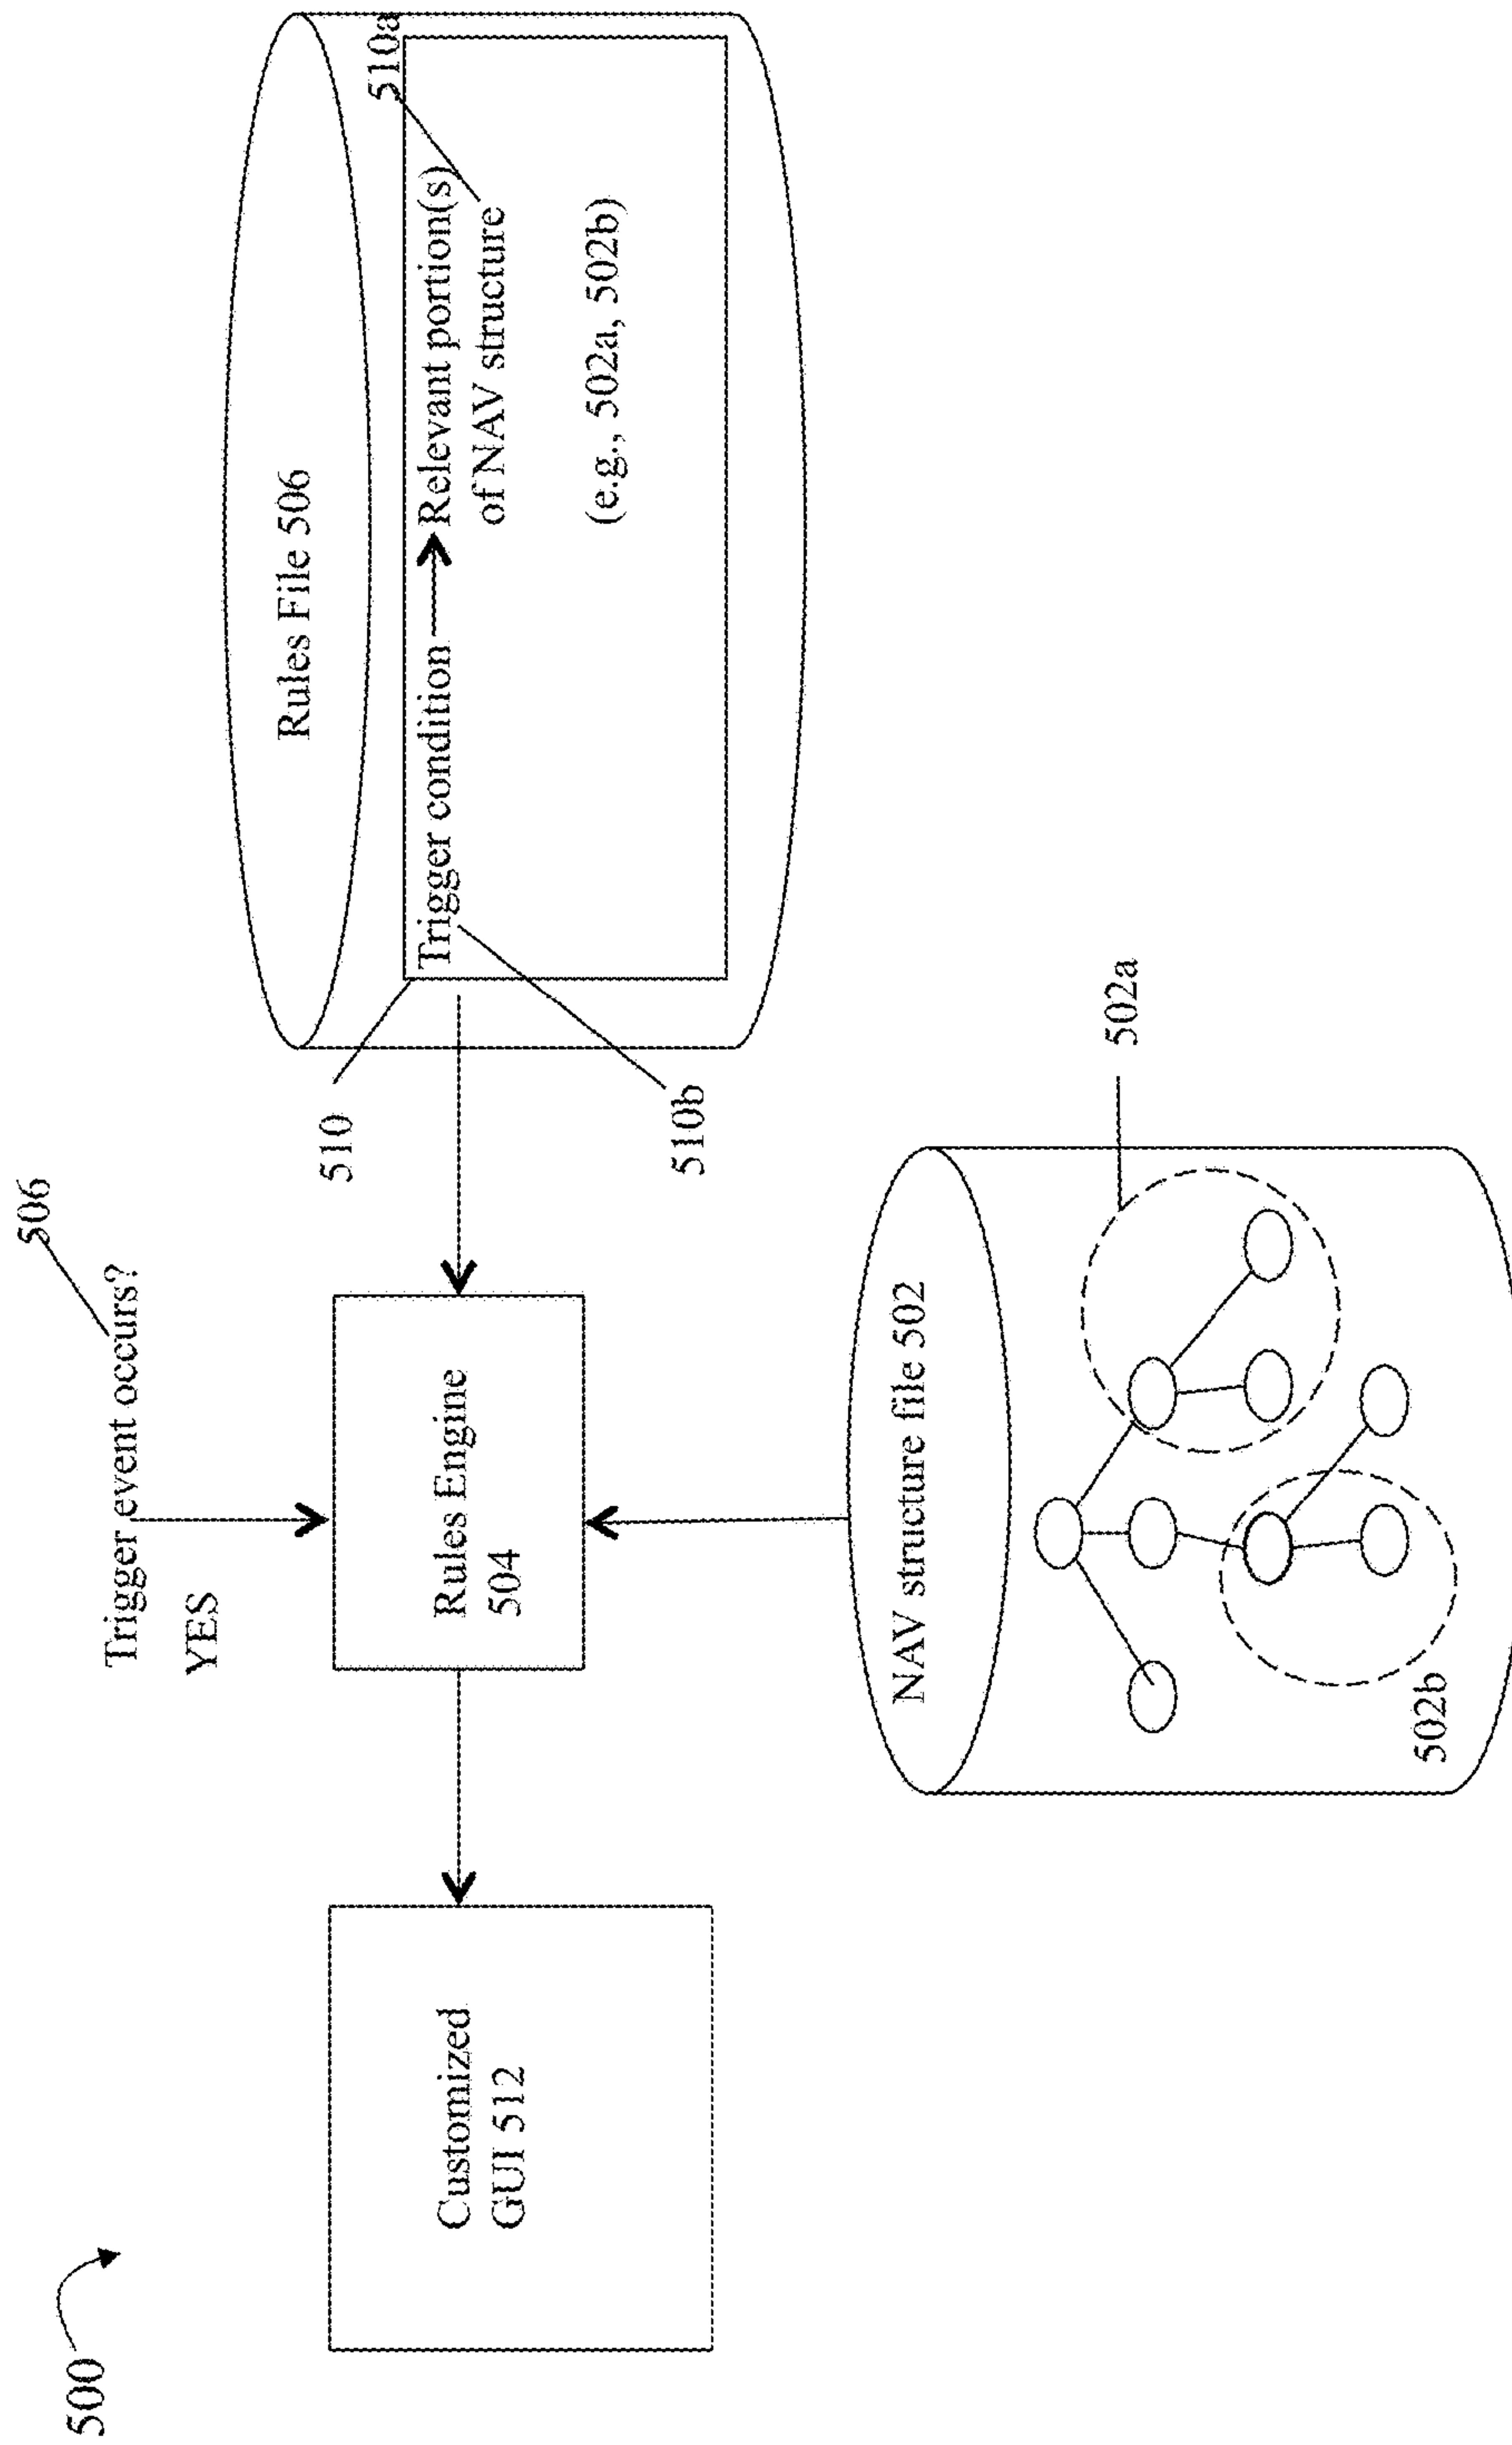 500
506
Trigger event occurs?
YES
Customized
GUI 512
Rules Engine
504
510
510b
Rules File 506
510a
Trigger condition
Relevant portion(s)
of NAV structure
(e.g., 502a, 502b)
NAV structure file 502
502a
502b